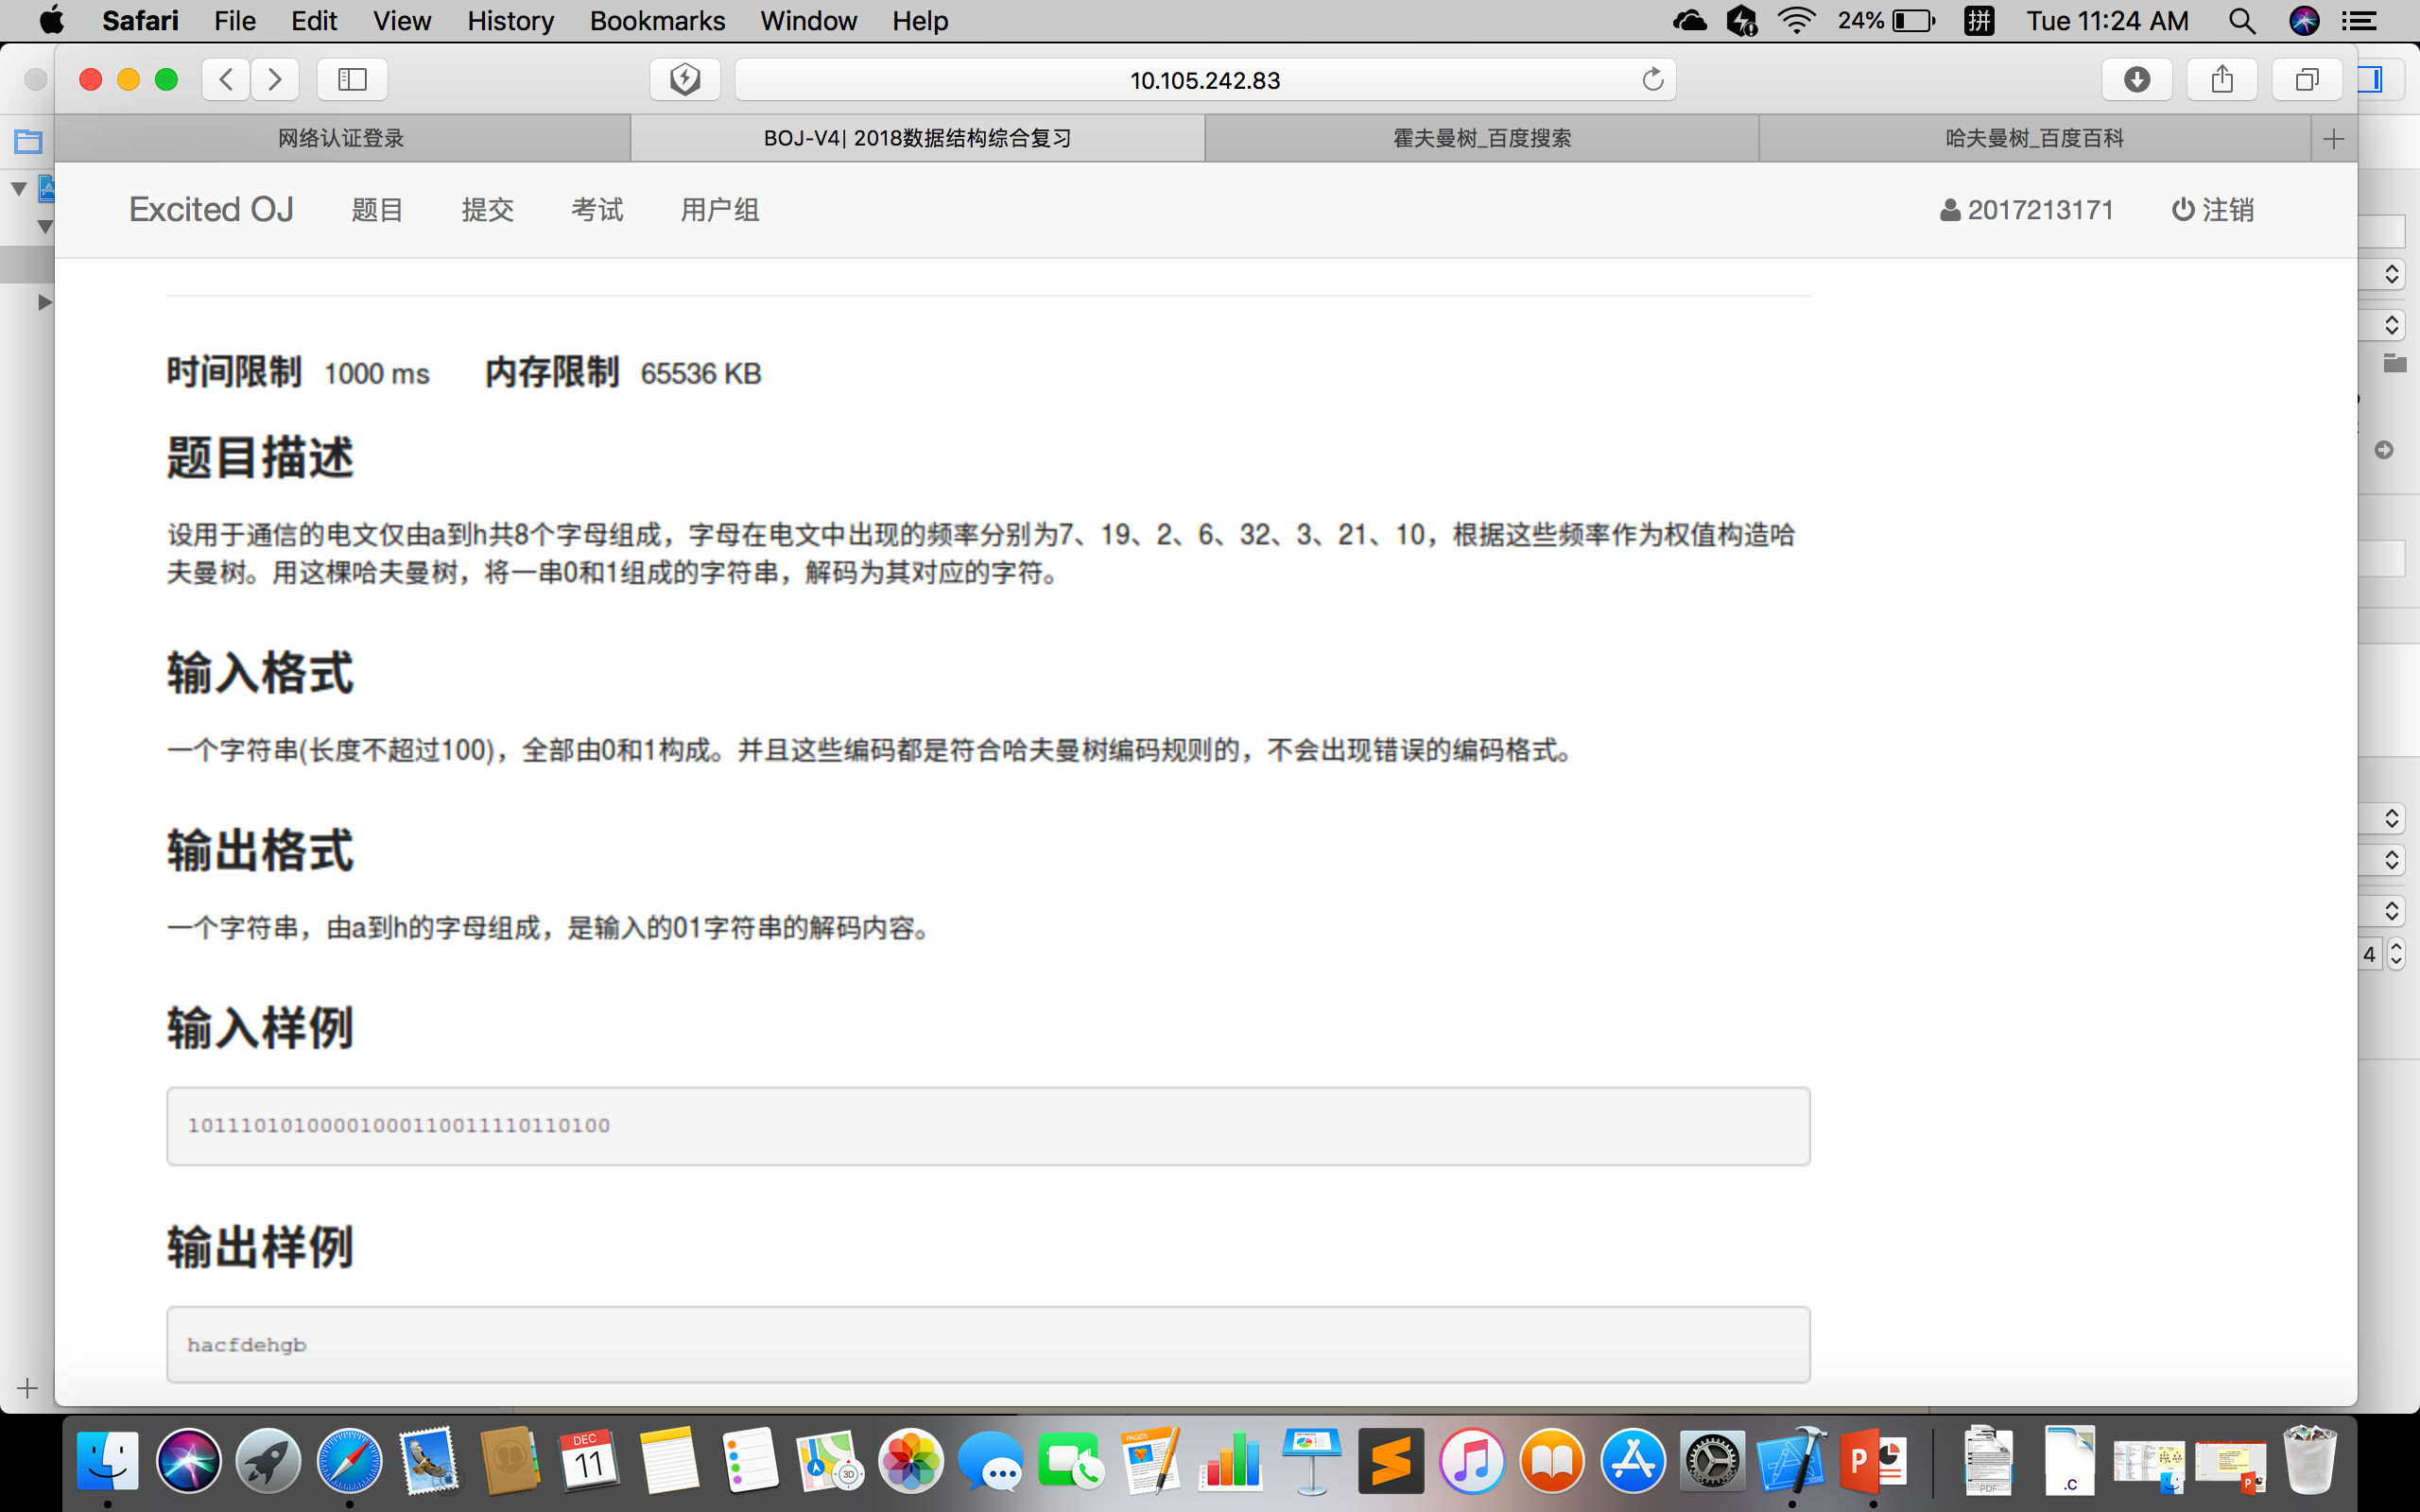 Safari File Edit View History Bookmarks Window Help 24% 拼 Tue 11:24 AM
10.105.242.83
网络认证登录 BOJ-V4| 2018数据结构综合复习 霍夫曼树_百度搜索 哈夫曼树_百度百科
Excited OJ 题目 提交 考试 用户组 2017213171 注销
时间限制 1000 ms 内存限制 65536 KB
题目描述
设用于通信的电文仅由a到h共8个字母组成，字母在电文中出现的频率分别为7、19、2、6、32、3、21、10，根据这些频率作为权值构造哈
夫曼树。用这棵哈夫曼树，将一串0和1组成的字符串，解码为其对应的字符。
输入格式
一个字符串(长度不超过100)，全部由0和1构成。并且这些编码都是符合哈夫曼树编码规则的，不会出现错误的编码格式。
输出格式
一个字符串，由a到h的字母组成，是输入的01字符串的解码内容。
4
输入样例
10111010100001000110011110110100
输出样例
hacfdehgb
DEC
11
PAGES
3D
P
PDF
.C